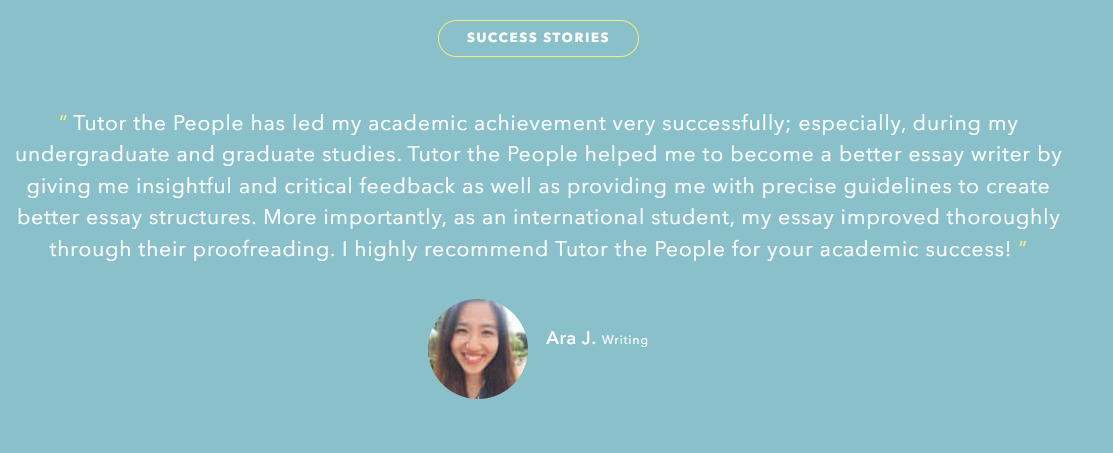 SUCCESS STORIES
“ Tutor the People has led my academic achievement very successfully; especially, during my
undergraduate and graduate studies. Tutor the People helped me to become a better essay writer by
giving me insightful and critical feedback as well as providing me with precise guidelines to create
better essay structures. More importantly, as an international student, my essay improved thoroughly
through their proofreading. I highly recommend Tutor the People for your academic success! ”
Ara J. Writing